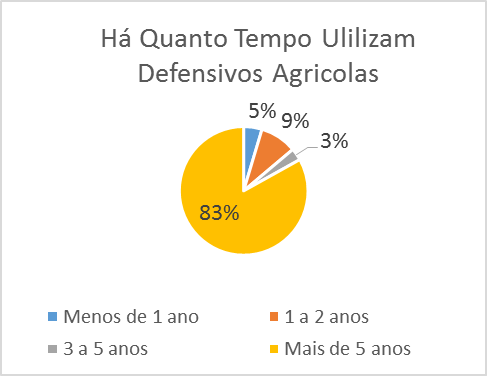 Há Quanto Tempo Ulilizam
Defensivos Agricolas
5%
9%
3%
83%
Menos de 1 ano
1 a 2 anos
3 a 5 anos
Mais de 5 anos